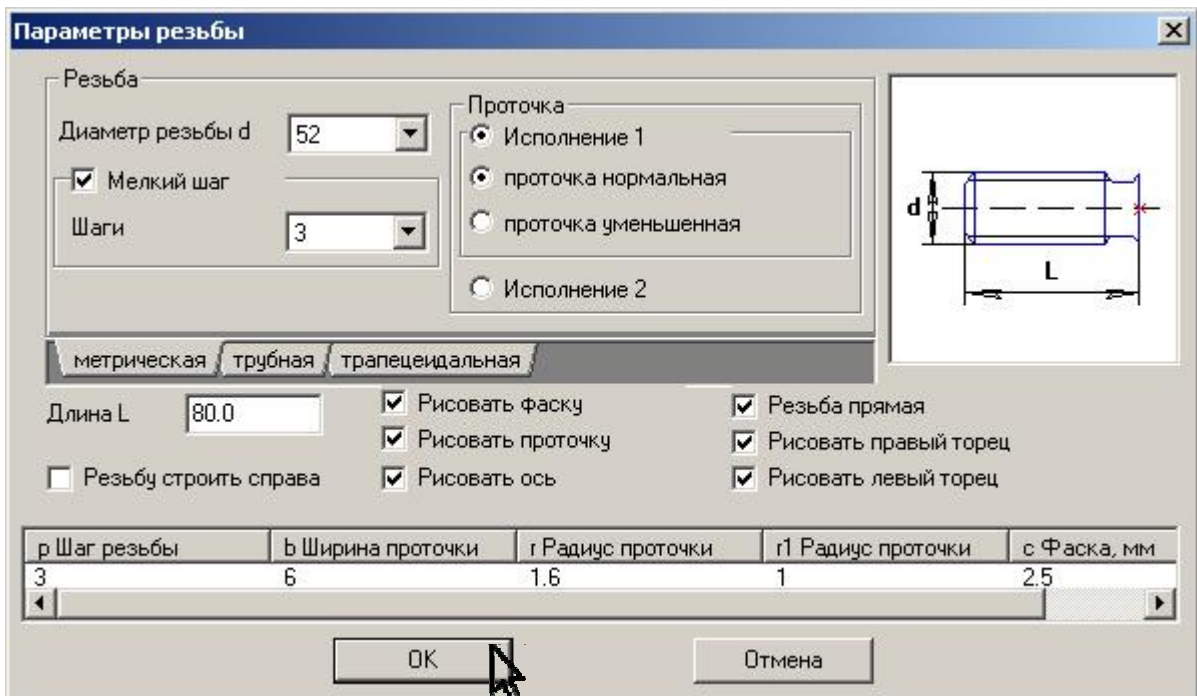 Параметры резьбы
Резьба
Диаметр резьбы d
52
Мелкий шаг
Шаги
3
Проточка
Исполнение 1
проточка нормальная
проточка уменьшенная
Исполнение 2
d
L
метрическая
трубная
трапецеидальная
Длина L
80.0
Резьбу строить справа
Рисовать фаску
Рисовать проточку
Рисовать ось
Резьба прямая
Рисовать правый торец
Рисовать левый торец
p Шаг резьбы b Ширина проточки r Радиус проточки r1 Радиус проточки c Фаска, мм
3 6 1.6 1 2.5
OK
Отмена